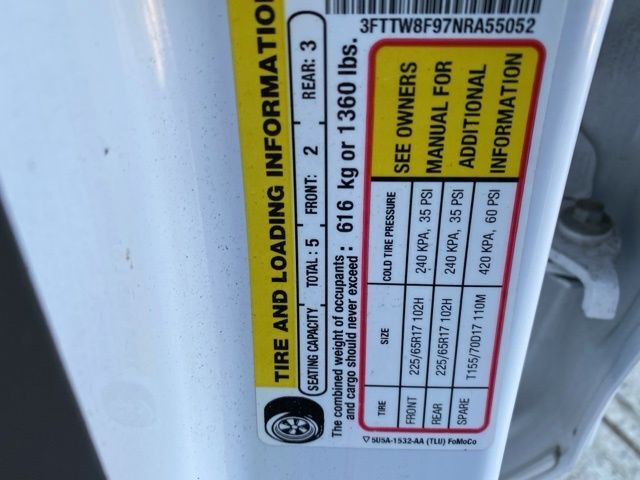 3FTTW8F97NRA55052
TIRE AND LOADING INFORMATION
SEATING CAPACITY TOTAL: 5 FRONT: 2 REAR: 3
The combined weight of occupants
and cargo should never exceed: 616 kg or 1360 lbs.
TIRE SIZE COLD TIRE PRESSURE
FRONT 225/65R17 102H 240 KPA, 35 PSI
REAR 225/65R17 102H 240 KPA, 35 PSI
SPARE T155/70D17 110M 420 KPA, 60 PSI
SEE OWNERS
MANUAL FOR
ADDITIONAL
INFORMATION
5U5A-1532-AA (TLU) FoMoCo